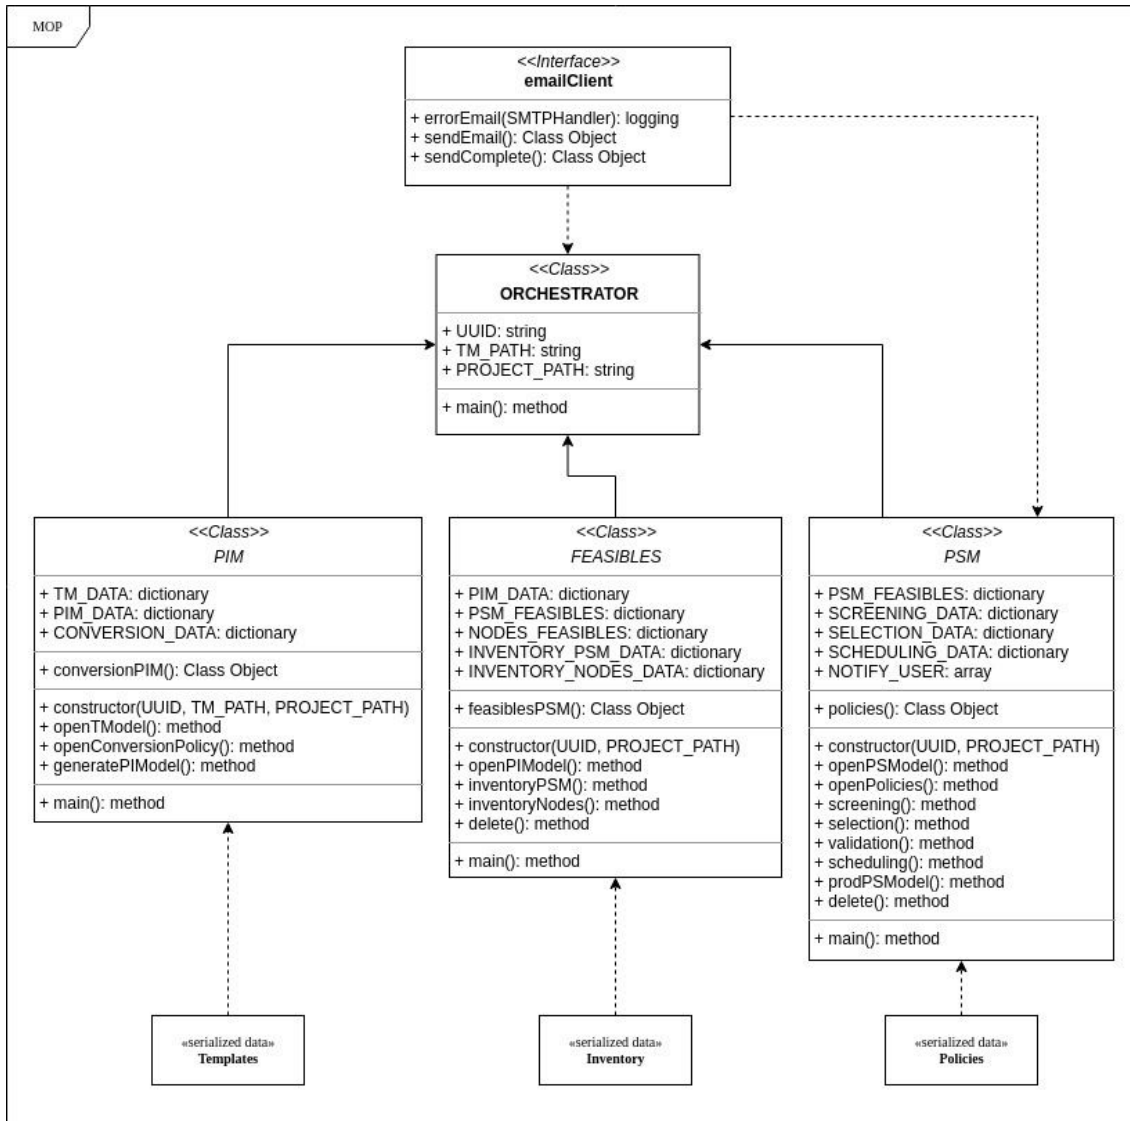 MOP
<<Interface>>
emailClient
+ errorEmail(SMTPHandler): logging
+ sendEmail(): Class Object
+ sendComplete(): Class Object
<<Class>>
ORCHESTRATOR
+ UUID: string
+ TM_PATH: string
+ PROJECT_PATH: string
+ main(): method
<<Class>>
PIM
+ TM_DATA: dictionary
+ PIM_DATA: dictionary
+ CONVERSION_DATA: dictionary
+ conversionPIM(): Class Object
+ constructor(UUID, TM_PATH, PROJECT_PATH)
+ openTModel(): method
+ openConversionPolicy(): method
+ generatePIModel(): method
+ main(): method
<<Class>>
FEASIBLES
+ PIM_DATA: dictionary
+ PSM_FEASIBLES: dictionary
+ NODES_FEASIBLES: dictionary
+ INVENTORY_PSM_DATA: dictionary
+ INVENTORY_NODES_DATA: dictionary
+ feasiblesPSM(): Class Object
+ constructor(UUID, PROJECT_PATH)
+ openPIModel(): method
+ inventoryPSM(): method
+ inventoryNodes(): method
+ delete(): method
+ main(): method
<<Class>>
PSM
+ PSM_FEASIBLES: dictionary
+ SCREENING_DATA: dictionary
+ SELECTION_DATA: dictionary
+ SCHEDULING_DATA: dictionary
+ NOTIFY_USER: array
+ policies(): Class Object
+ constructor(UUID, PROJECT_PATH)
+ openPSModel(): method
+ openPolicies(): method
+ screening(): method
+ selection(): method
+ validation(): method
+ scheduling(): method
+ prodPSModel(): method
+ delete(): method
+ main(): method
«serialized data»
Templates
«serialized data»
Inventory
«serialized data»
Policies